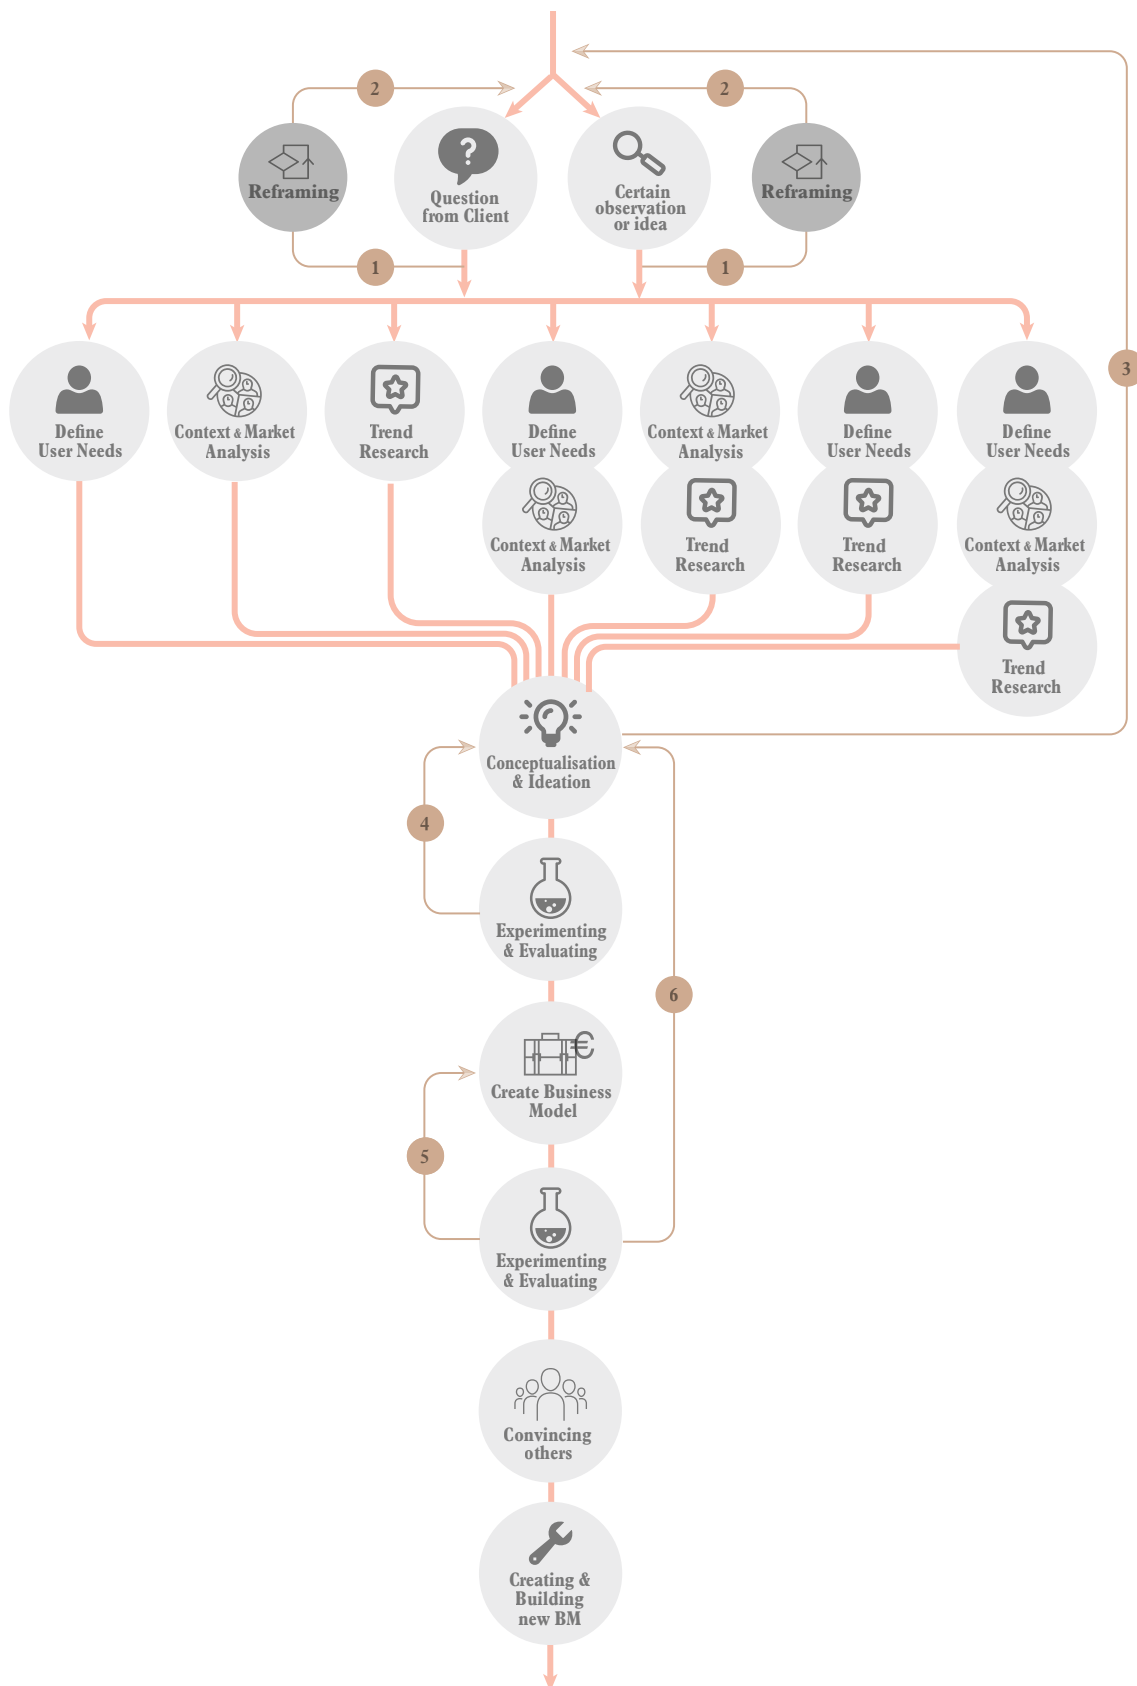 2
2
?
Reframing
Question
from Client
Certain
observation
or idea
Reframing
1
1
3
Define
User Needs
Context & Market
Analysis
Trend
Research
Define
User Needs
Context & Market
Analysis
Define
User Needs
Define
User Needs
Context & Market
Analysis
Trend
Research
Trend
Research
Context & Market
Analysis
Trend
Research
Conceptualisation
& Ideation
4
Experimenting
& Evaluating
6
€
Create Business
Model
5
Experimenting
& Evaluating
Convincing
others
Creating &
Building
new BM